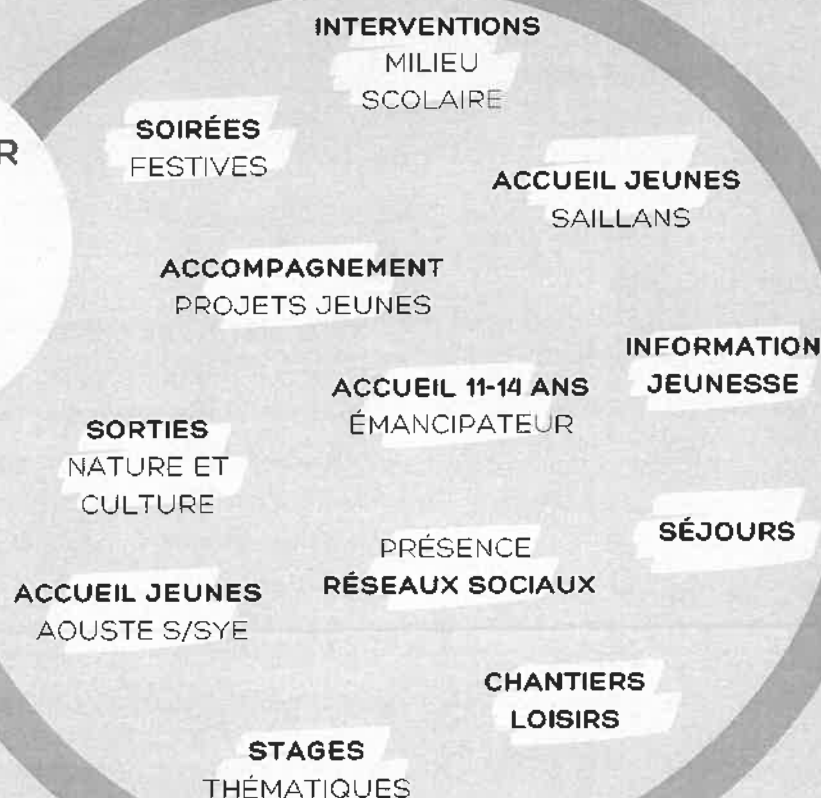 INTERVENTIONS
MILIEU
SCOLAIRE
SOIRÉES
FESTIVES
R
ACCUEIL JEUNES
SAILLANS
ACCOMPAGNEMENT
PROJETS JEUNES
INFORMATION
JEUNESSE
ACCUEIL 11-14 ANS
ÉMANCIPATEUR
SORTIES
NATURE ET
CULTURE
SÉJOURS
PRÉSENCE
RÉSEAUX SOCIAUX
ACCUEIL JEUNES
AOUSTE S/SYE
CHANTIERS
LOISIRS
STAGES
THÉMATIQUES